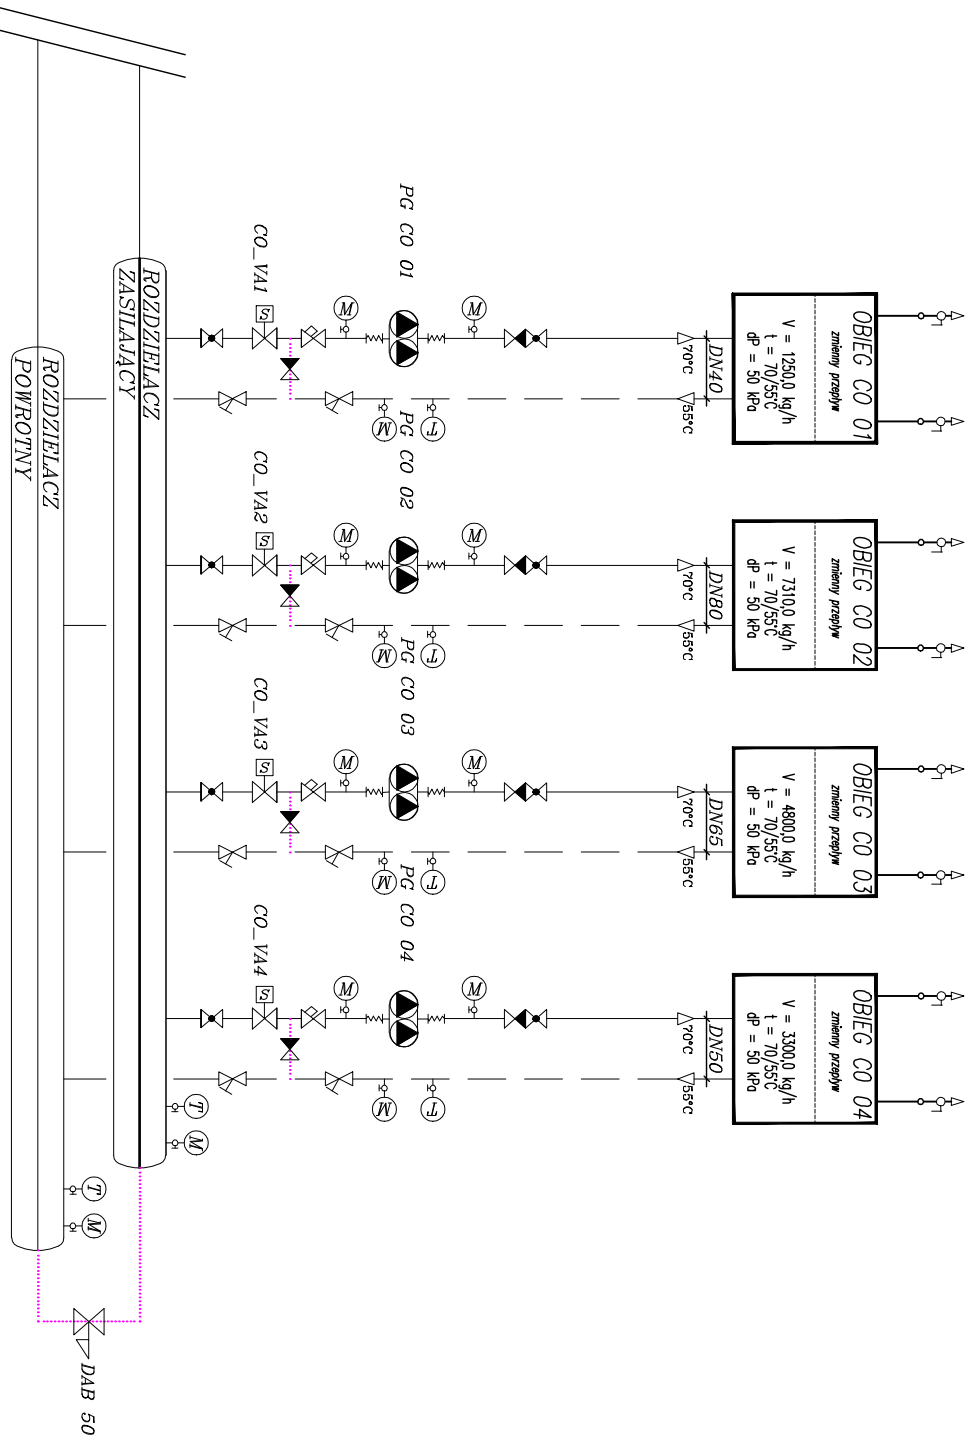 OBIEG CO 01
zmienny przepływ
V = 1250,0 kg/h
t = 70/55°C
dP = 50 kPa
OBIEG CO 02
zmienny przepływ
V = 7310,0 kg/h
t = 70/55°C
dP = 50 kPa
OBIEG CO 03
zmienny przepływ
V = 4800,0 kg/h
t = 70/55°C
dP = 50 kPa
OBIEG CO 04
zmienny przepływ
V = 3300,0 kg/h
t = 70/55°C
dP = 50 kPa
DN40
70°C
55°C
DN80
70°C
55°C
DN65
70°C
55°C
DN50
70°C
55°C
M
M
M
M
T
T
T
T
PG CO 01
PG CO 02
PG CO 03
PG CO 04
M
M
M
M
M
M
M
M
CO_VA1
S
CO_VA2
S
CO_VA3
S
CO_VA4
S
T
M
ROZDZIELACZ
ZASILAJĄCY
T
M
ROZDZIELACZ
POWROTNY
DAB 50